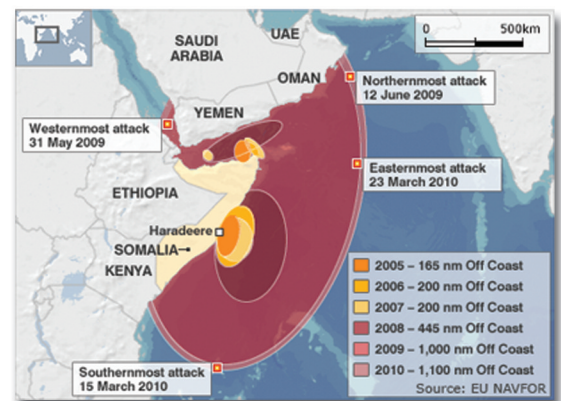 SAUDI
ARABIA
UAE
0 500km
OMAN
Northernmost attack
12 June 2009
YEMEN
Westernmost attack
31 May 2009
Easternmost attack
23 March 2010
ETHIOPIA
Haradeere
SOMALIA
KENYA
2005 – 165 nm Off Coast
2006 – 200 nm Off Coast
2007 – 200 nm Off Coast
2008 – 445 nm Off Coast
2009 – 1,000 nm Off Coast
2010 – 1,100 nm Off Coast
Source: EU NAVFOR
Southernmost attack
15 March 2010